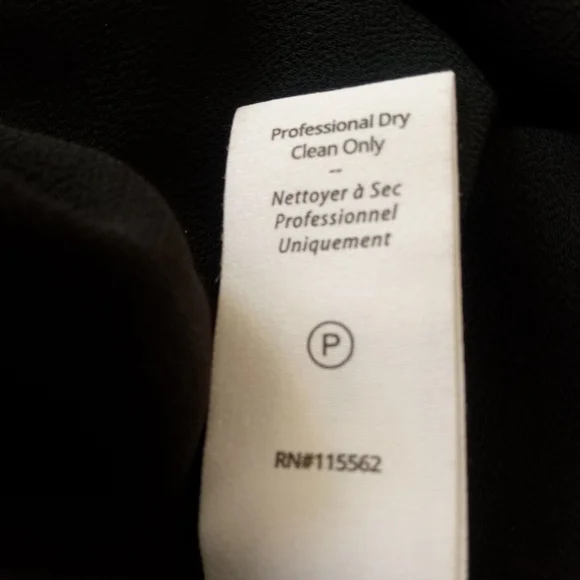 Professional Dry
Clean Only
--
Nettoyer à Sec
Professionnel
Uniquement
P
RN#115562